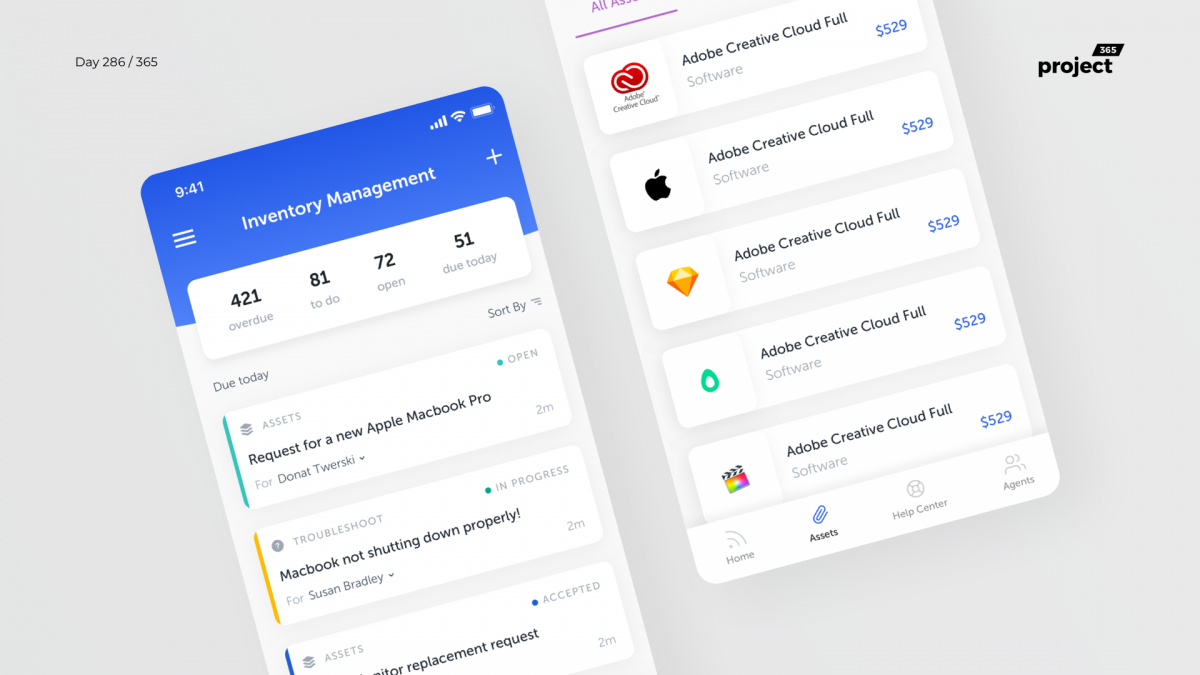 Day 286 / 365
365
project
9:41
Inventory Management
421
overdue
81
to do
72
open
51
due today
Sort By
Due today
OPEN
ASSETS
Request for a new Apple Macbook Pro
2m
For Donat Twerski
IN PROGRESS
TROUBLESHOOT
Macbook not shutting down properly!
2m
For Susan Bradley
ACCEPTED
ASSETS
replacement request
2m
All
AdobE
Creative Cloud
Adobe Creative Cloud Full
$529
Software
Adobe Creative Cloud Full
$529
Software
Adobe Creative Cloud Full
$529
Software
Adobe Creative Cloud Full
$529
Software
Adobe Creative Cloud Full
$529
Software
Home
Assets
Help Center
Agents